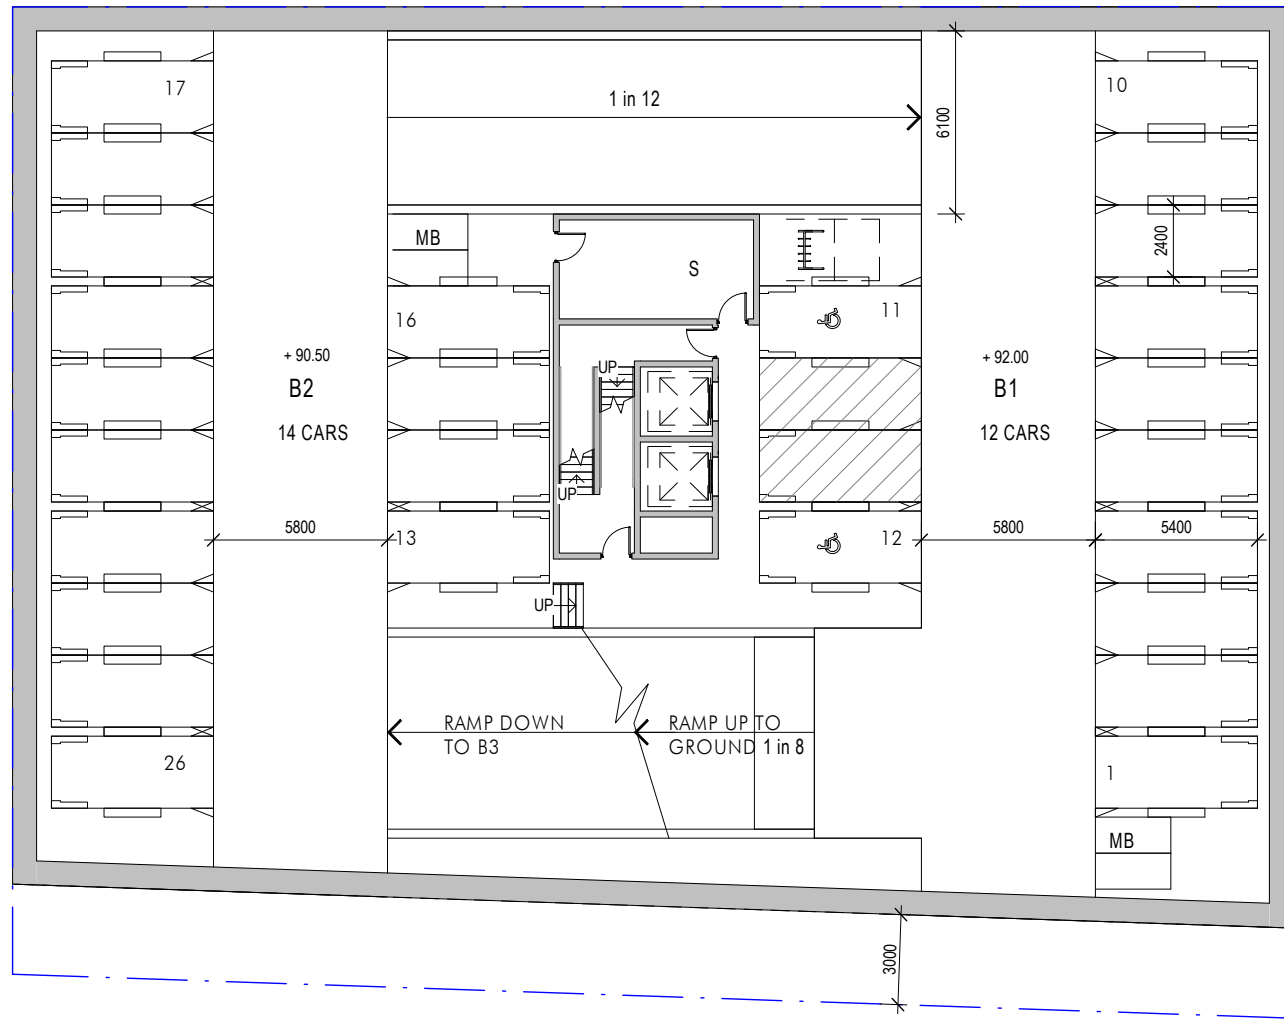 17
1 in 12
6100
10
MB
S
2400
16
11
+ 90.50
B2
14 CARS
UP
+ 92.00
B1
12 CARS
UP
5800
13
12
5800
5400
UP
RAMP DOWN
TO B3
RAMP UP TO
GROUND 1 in 8
26
1
MB
3000